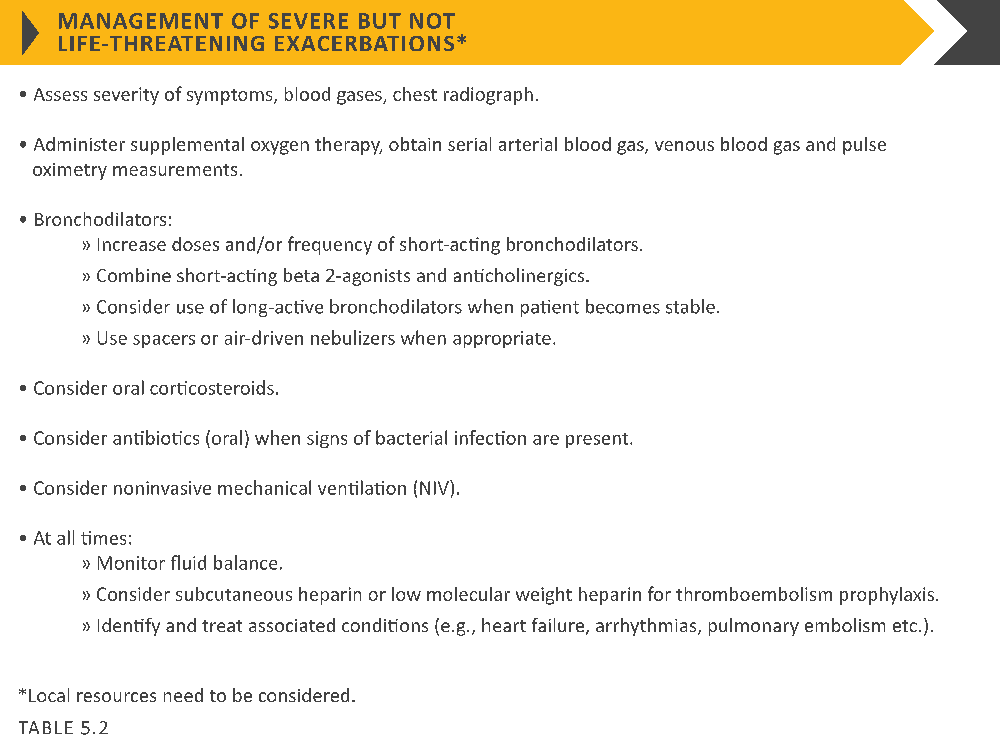 MANAGEMENT OF SEVERE BUT NOT
LIFE-THREATENING EXACERBATIONS*
• Assess severity of symptoms, blood gases, chest radiograph.
• Administer supplemental oxygen therapy, obtain serial arterial blood gas, venous blood gas and pulse
oximetry measurements.
• Bronchodilators:
» Increase doses and/or frequency of short-acting bronchodilators.
» Combine short-acting beta 2-agonists and anticholinergics.
» Consider use of long-active bronchodilators when patient becomes stable.
» Use spacers or air-driven nebulizers when appropriate.
• Consider oral corticosteroids.
• Consider antibiotics (oral) when signs of bacterial infection are present.
• Consider noninvasive mechanical ventilation (NIV).
• At all times:
» Monitor fluid balance.
» Consider subcutaneous heparin or low molecular weight heparin for thromboembolism prophylaxis.
» Identify and treat associated conditions (e.g., heart failure, arrhythmias, pulmonary embolism etc.).
*Local resources need to be considered.
TABLE 5.2